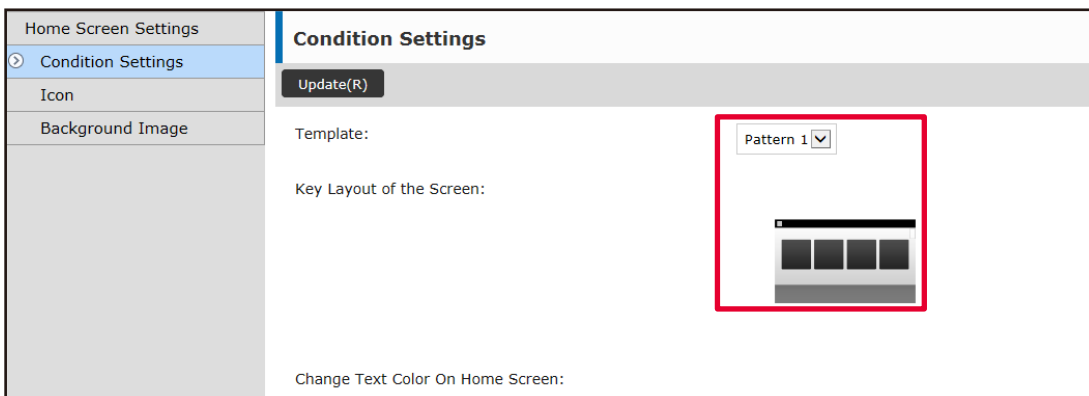 Home Screen Settings
Condition Settings
Icon
Background Image
Condition Settings
Update(R)
Template:
Pattern 1
Key Layout of the Screen:
Change Text Color On Home Screen: